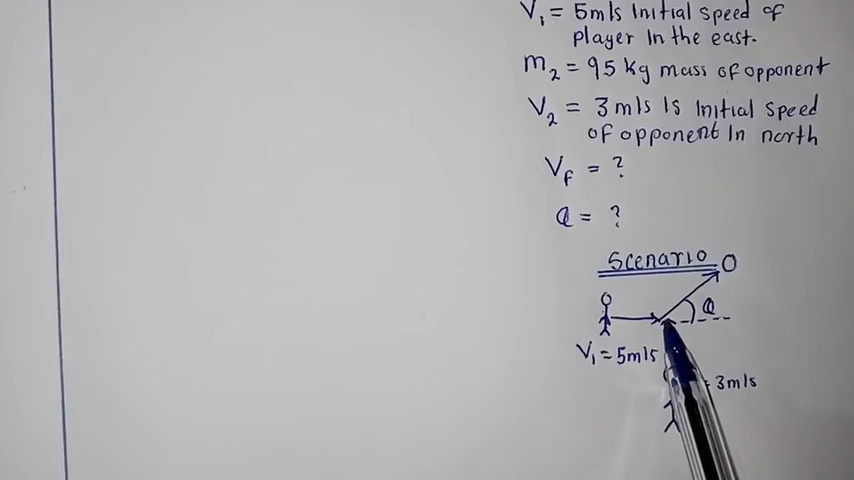 V₁ = 5m/s Initial speed of
player In the east.
m₂ = 95 kg mass of opponent
V₂ = 3m/s Is Initial speed
of opponent In north
Vf = ?
Q = ?
Scenario
Q
V₁ = 5m/s
= 3m/s